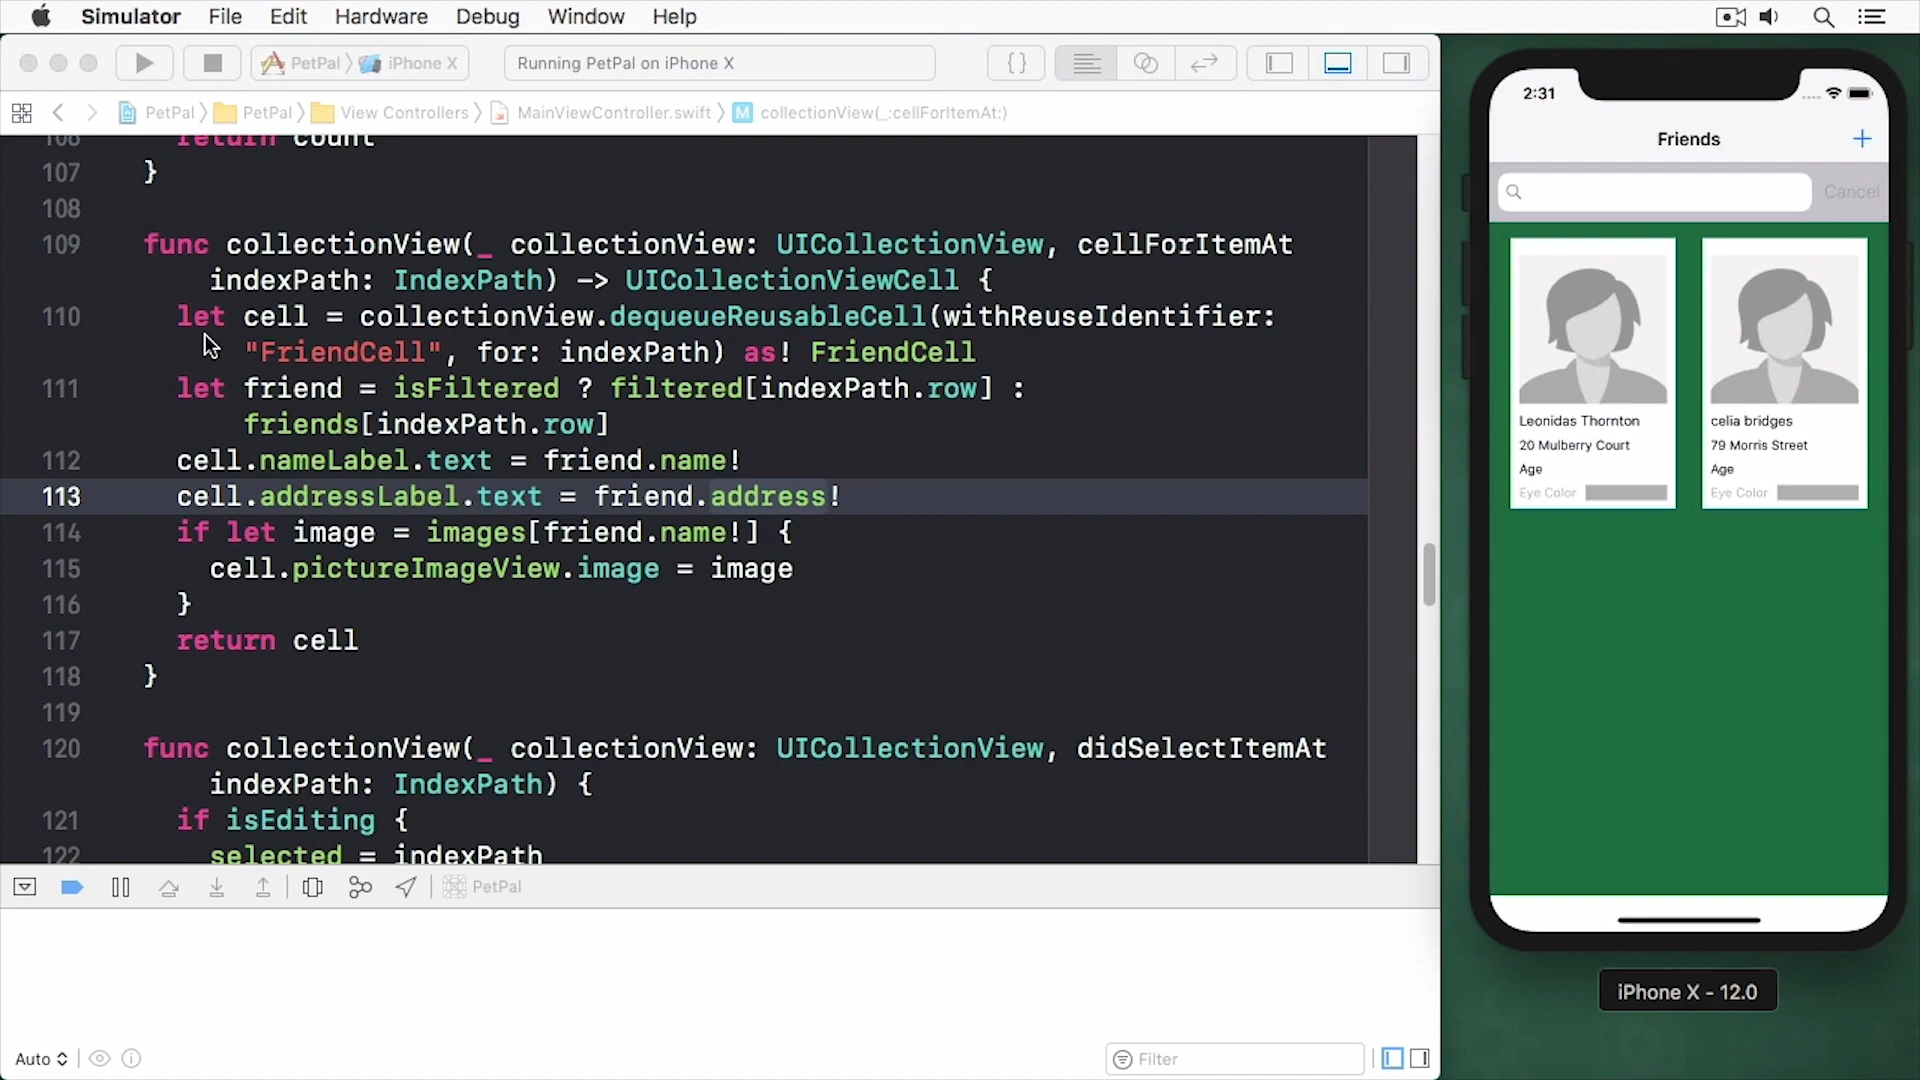 Simulator File Edit Hardware Debug Window Help
PetPal iPhone X
Running PetPal on iPhone X
{ }
PetPal PetPal View Controllers MainViewController.swift M collectionView(_:cellForItemAt:)
106 return count
107 }
108
109 func collectionView(_ collectionView: UICollectionView, cellForItemAt
indexPath: IndexPath) -> UICollectionViewCell {
110 let cell = collectionView.dequeueReusableCell(withReuseIdentifier:
"FriendCell", for: indexPath) as! FriendCell
111 let friend = isFiltered ? filtered[indexPath.row] :
friends[indexPath.row]
112 cell.nameLabel.text = friend.name!
113 cell.addressLabel.text = friend.address!
114 if let image = images[friend.name!] {
115 cell.pictureImageView.image = image
116 }
117 return cell
118 }
119
120 func collectionView(_ collectionView: UICollectionView, didSelectItemAt
indexPath: IndexPath) {
121 if isEditing {
122 selected = indexPath
PetPal
Auto
Filter
2:31
Friends +
Cancel
Leonidas Thornton
20 Mulberry Court
Age
Eye Color
celia bridges
79 Morris Street
Age
Eye Color
iPhone X - 12.0